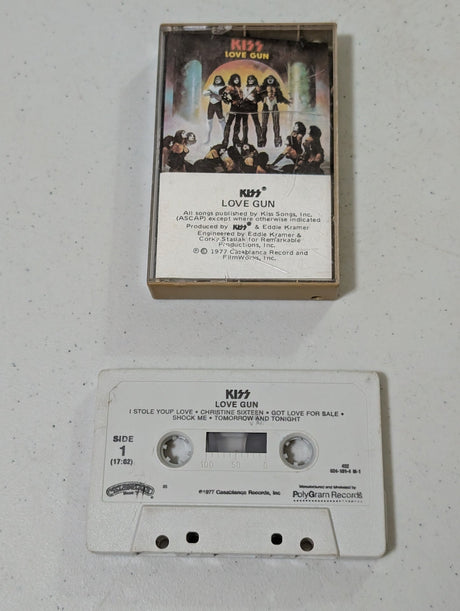 KISS
LOVE GUN
KISS®
LOVE GUN
All songs published by Kiss Songs, Inc.
(ASCAP) except where otherwise indicated
Produced by KISS® & Eddie Kramer
Engineered by Eddie Kramer &
Corky Stasiak for Remarkable
Productions, Inc.
℗ © 1977 Casablanca Record and
FilmWorks, Inc.
KISS
LOVE GUN
I STOLE YOUR LOVE • CHRISTINE SIXTEEN • GOT LOVE FOR SALE •
SHOCK ME • TOMORROW AND TONIGHT
SIDE
1
(17:02)
100 50 0
℗1977 Casablanca Records, Inc
Manufactured and Marketed by
PolyGram Records